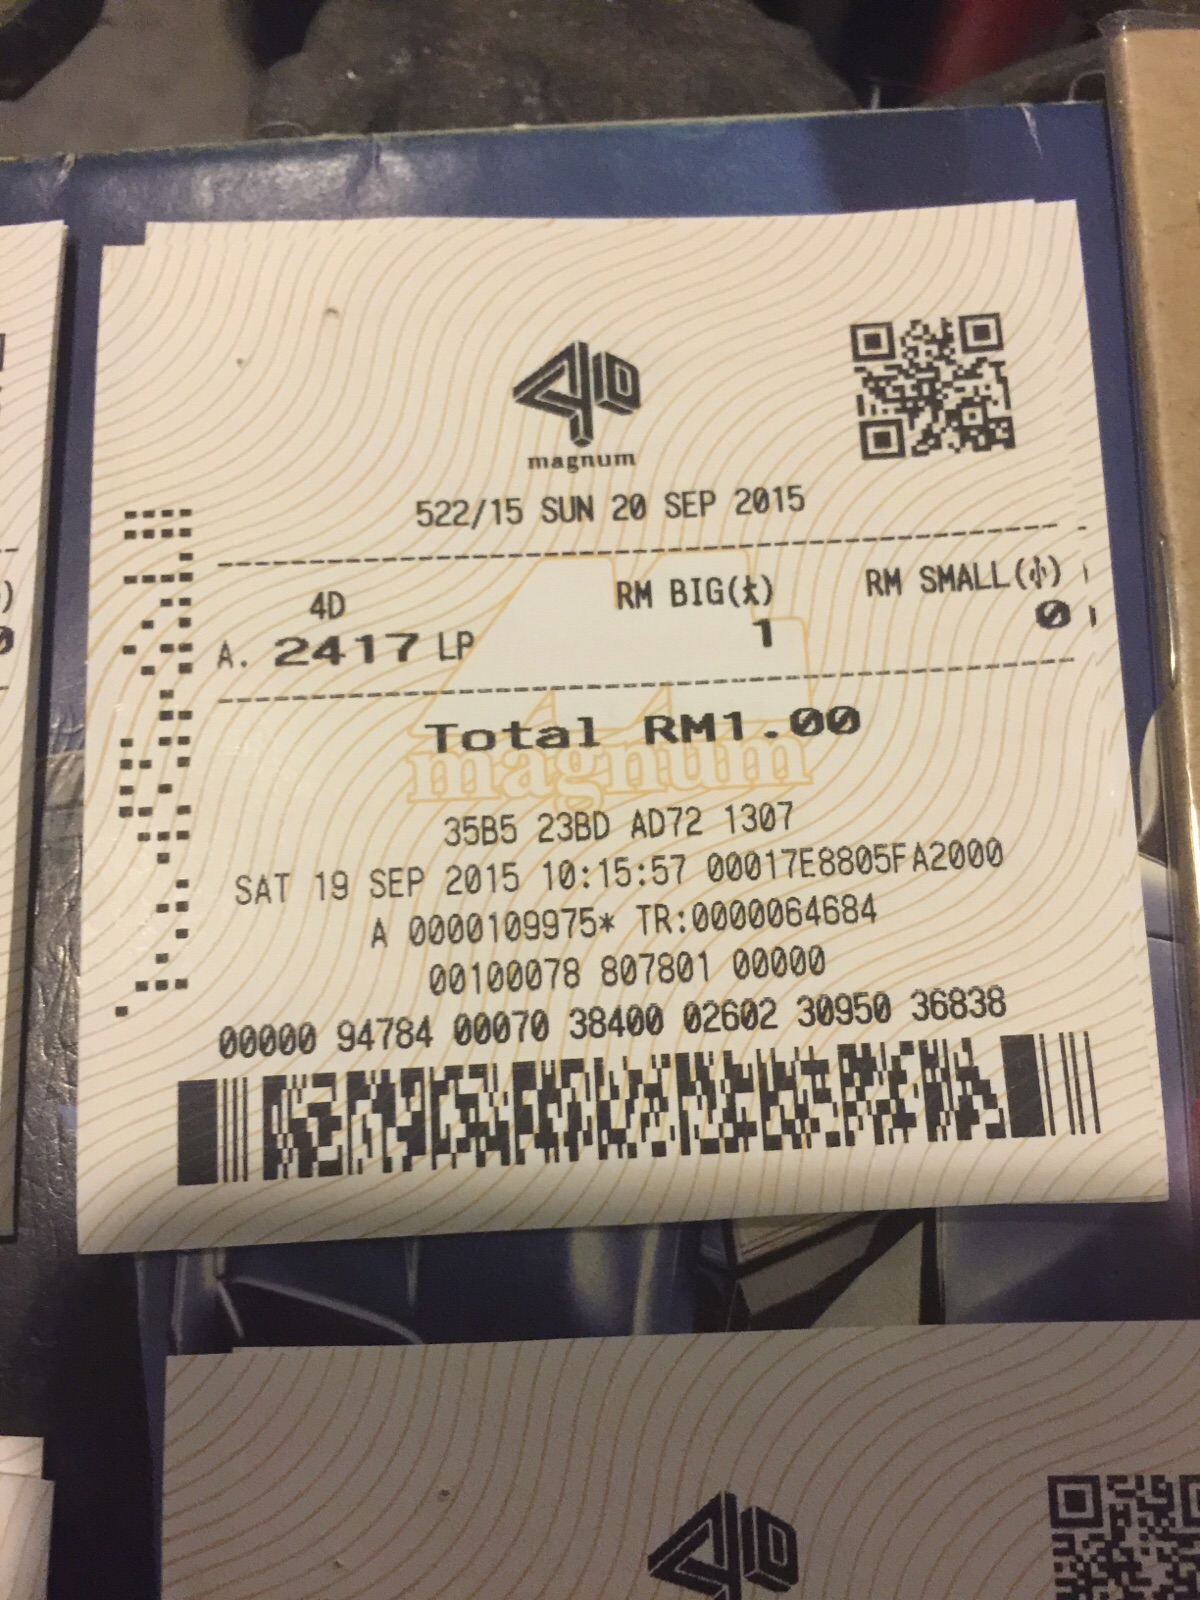 4D
magnum
522/15 SUN 20 SEP 2015
4D RM BIG(大) RM SMALL(小)
A. 2417 LP 1 0
Total RM1.00
magnum
35B5 23BD AD72 1307
SAT 19 SEP 2015 10:15:57 00017E8805FA2000
A 0000109975* TR:0000064684
00100078 807801 00000
00000 94784 00070 38400 02602 30950 36838
4D